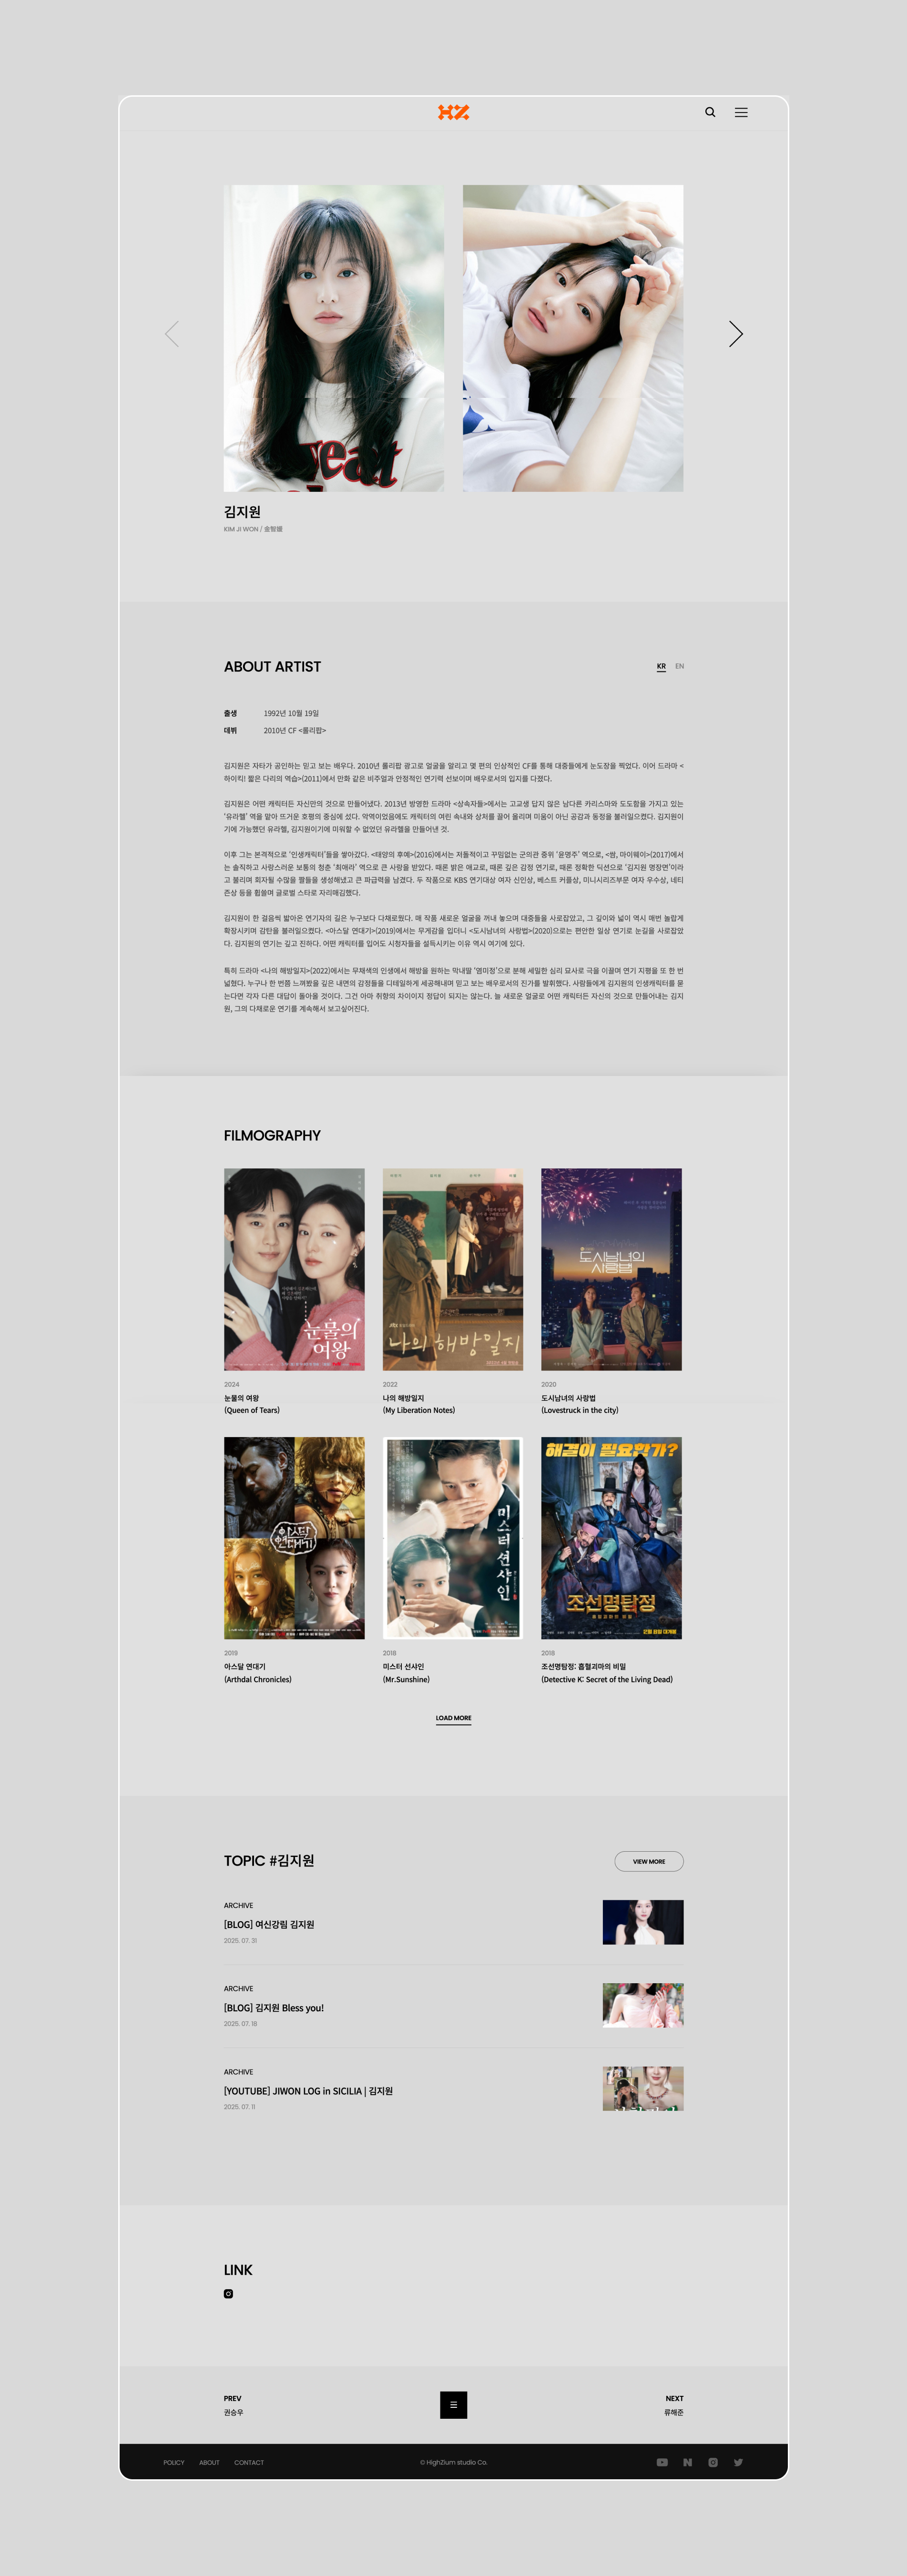 HZ
김지원
KIM JI WON / 金智媛
ABOUT ARTIST
KR EN
출생 1992년 10월 19일
데뷔 2010년 CF <롤리팝>
김지원은 자타가 공인하는 믿고 보는 배우다. 2010년 롤리팝 광고로 얼굴을 알리고 몇 편의 인상적인 CF를 통해 대중들에게 눈도장을 찍었다. 이어 드라마 <
하이킥! 짧은 다리의 역습>(2011)에서 만화 같은 비주얼과 안정적인 연기력 선보이며 배우로서의 입지를 다졌다.
김지원은 어떤 캐릭터든 자신만의 것으로 만들어냈다. 2013년 방영한 드라마 <상속자들>에서는 고교생 답지 않은 남다른 카리스마와 도도함을 가지고 있는
'유라헬' 역을 맡아 뜨거운 호평의 중심에 섰다. 악역이었음에도 캐릭터의 여린 속내와 상처를 끌어 올리며 미움이 아닌 공감과 동정을 불러일으켰다. 김지원이
기에 가능했던 유라헬, 김지원이기에 미워할 수 없었던 유라헬을 만들어낸 것.
이후 그는 본격적으로 '인생캐릭터'들을 쌓아갔다. <태양의 후예>(2016)에서는 저돌적이고 꾸밈없는 군의관 중위 '윤명주' 역으로, <쌈, 마이웨이>(2017)에서
는 솔직하고 사랑스러운 보통의 청춘 '최애라' 역으로 큰 사랑을 받았다. 때론 밝은 애교로, 때론 깊은 감정 연기로, 때론 정확한 딕션으로 '김지원 명장면'이라
고 불리며 회자될 수많을 짤들을 생성해냈고 큰 파급력을 남겼다. 두 작품으로 KBS 연기대상 여자 신인상, 베스트 커플상, 미니시리즈부문 여자 우수상, 네티
즌상 등을 휩쓸며 글로벌 스타로 자리매김했다.
김지원이 한 걸음씩 밟아온 연기자의 길은 누구보다 다채로웠다. 매 작품 새로운 얼굴을 꺼내 놓으며 대중들을 사로잡았고, 그 깊이와 넓이 역시 매번 놀랍게
확장시키며 감탄을 불러일으켰다. <아스달 연대기>(2019)에서는 무게감을 입더니 <도시남녀의 사랑법>(2020)으로는 편안한 일상 연기로 눈길을 사로잡았
다. 김지원의 연기는 깊고 진하다. 어떤 캐릭터를 입어도 시청자들을 설득시키는 이유 역시 여기에 있다.
특히 드라마 <나의 해방일지>(2022)에서는 무채색의 인생에서 해방을 원하는 막내딸 '염미정'으로 분해 세밀한 심리 묘사로 극을 이끌며 연기 지평을 또 한 번
넓혔다. 누구나 한 번쯤 느껴봤을 깊은 내면의 감정들을 디테일하게 세공해내며 믿고 보는 배우로서의 진가를 발휘했다. 사람들에게 김지원의 인생캐릭터를 묻
는다면 각자 다른 대답이 돌아올 것이다. 그건 아마 취향의 차이이지 정답이 되지는 않는다. 늘 새로운 얼굴로 어떤 캐릭터든 자신의 것으로 만들어내는 김지
원, 그의 다채로운 연기를 계속해서 보고싶어진다.
FILMOGRAPHY
눈물의
여왕
나의 해방일지
도시남녀의
사랑법
2024
눈물의 여왕
(Queen of Tears)
2022
나의 해방일지
(My Liberation Notes)
2020
도시남녀의 사랑법
(Lovestruck in the city)
아스달
연대기
미스터 션샤인
해결이 필요한가?
조선명탐정
2019
아스달 연대기
(Arthdal Chronicles)
2018
미스터 선샤인
(Mr.Sunshine)
2018
조선명탐정: 흡혈괴마의 비밀
(Detective K: Secret of the Living Dead)
LOAD MORE
TOPIC #김지원
VIEW MORE
ARCHIVE
[BLOG] 여신강림 김지원
2025. 07. 31
ARCHIVE
[BLOG] 김지원 Bless you!
2025. 07. 18
ARCHIVE
[YOUTUBE] JIWON LOG in SICILIA | 김지원
2025. 07. 11
LINK
PREV
권승우
NEXT
류해준
POLICY ABOUT CONTACT
© HighZium studio Co.